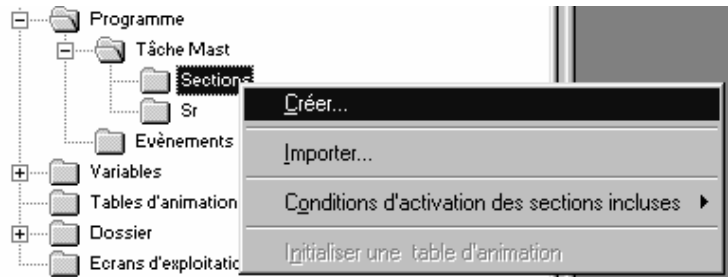 Programme
Tâche Mast
Sections
Créer...
Sr
Evènements
Importer...
Variables
Conditions d'activation des sections incluses
Tables d'animation
Dossier
Initialiser une table d'animation
Ecrans d'exploitatio